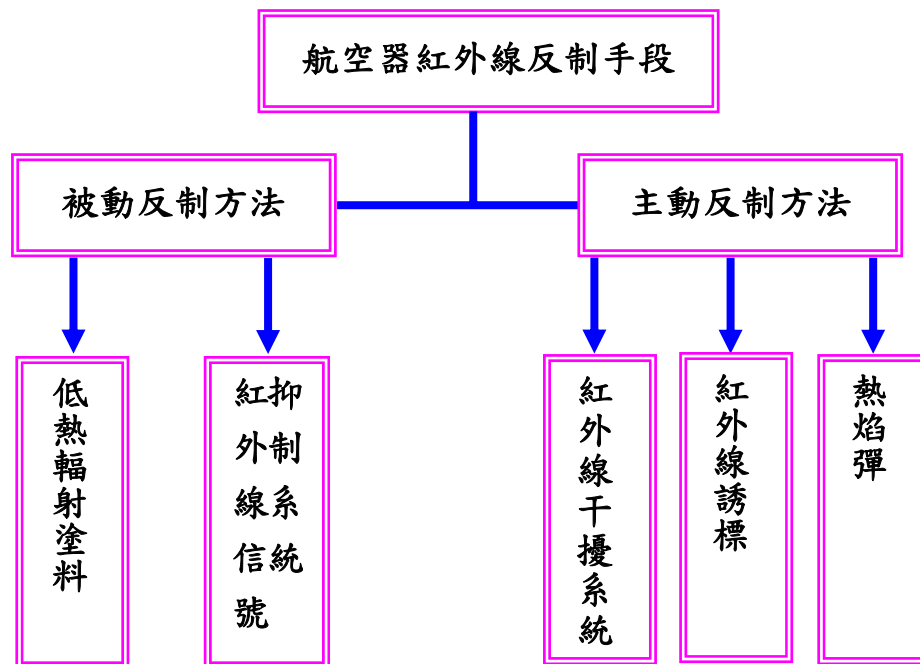 航空器紅外線反制手段
被動反制方法
主動反制方法
低熱輻射塗料
紅外線信號
抑制系統
紅外線干擾系統
紅外線誘標
熱焰彈